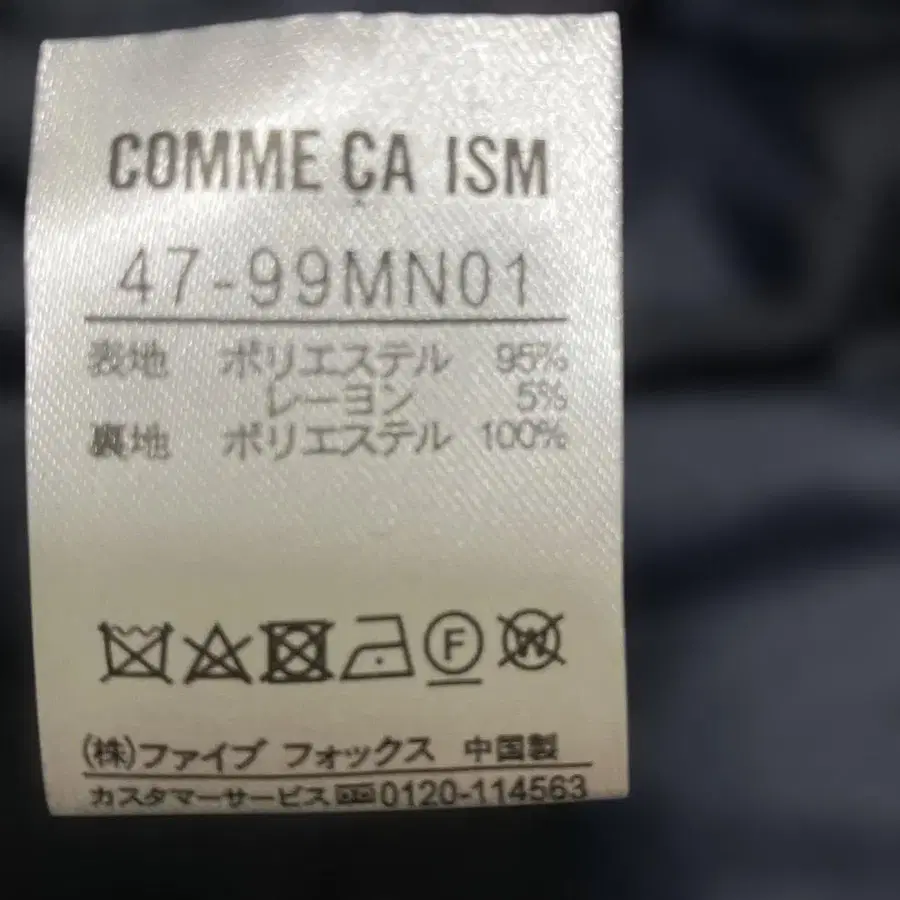 COMME ÇA ISM
47-99MN01
表地 ポリエステル 95%
レーヨン 5%
裏地 ポリエステル 100%
F W
(株)ファイブ フォックス 中国製
カスタマーサービス 0120-114563